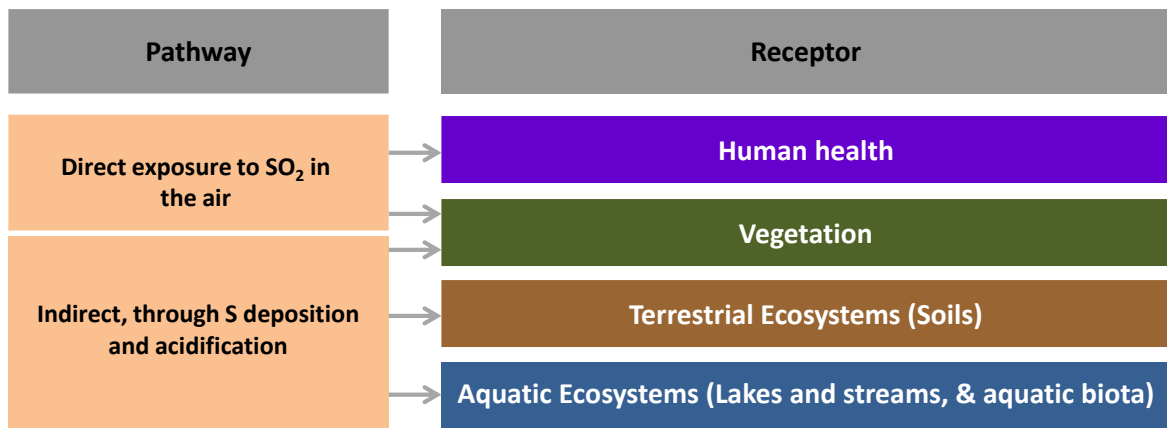 Pathway
Receptor
Direct exposure to SO₂ in
the air
Human health
Vegetation
Indirect, through S deposition
and acidification
Terrestrial Ecosystems (Soils)
Aquatic Ecosystems (Lakes and streams, & aquatic biota)